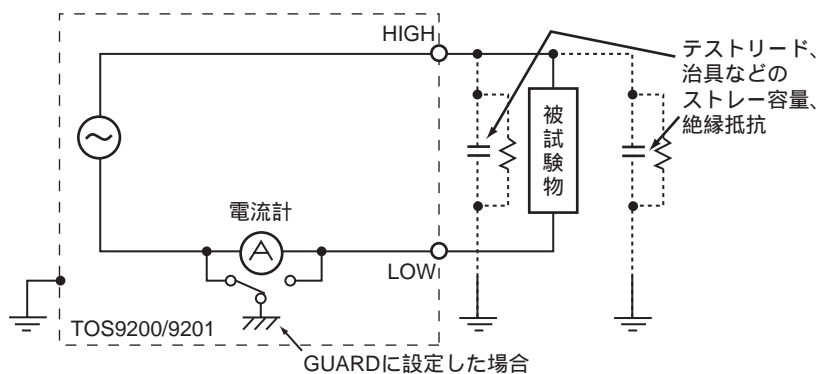 HIGH
テストリード、
治具などの
ストレー容量、
絶縁抵抗
被試験物
電流計
A
LOW
TOS9200/9201
GUARDに設定した場合